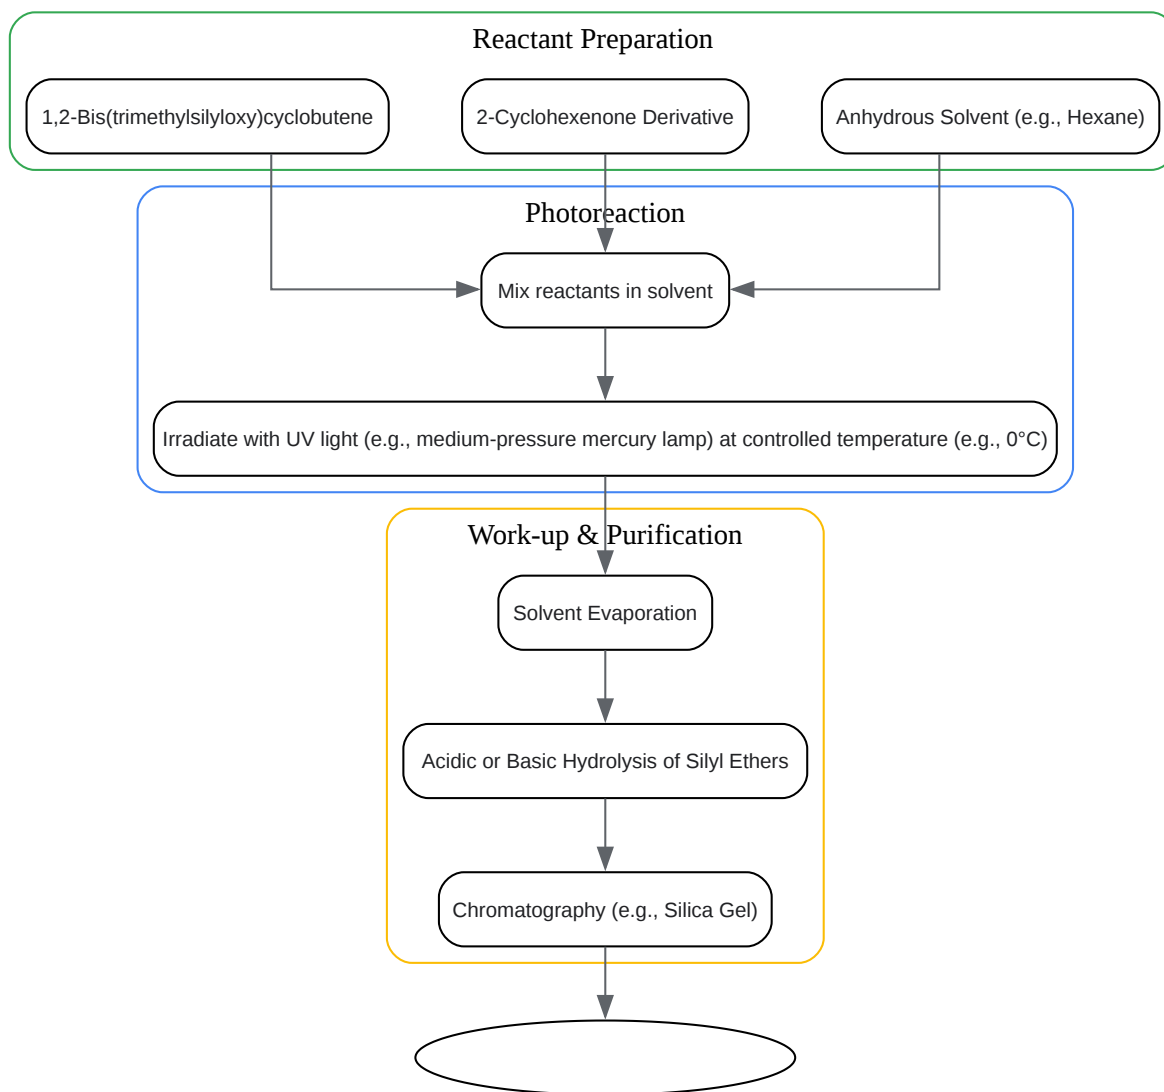 Reactant Preparation
1,2-Bis(trimethylsilyloxy)cyclobutene
2-Cyclohexenone Derivative
Anhydrous Solvent (e.g., Hexane)
Photoreaction
Mix reactants in solvent
Irradiate with UV light (e.g., medium-pressure mercury lamp) at controlled temperature (e.g., 0°C)
Work-up & Purification
Solvent Evaporation
Acidic or Basic Hydrolysis of Silyl Ethers
Chromatography (e.g., Silica Gel)